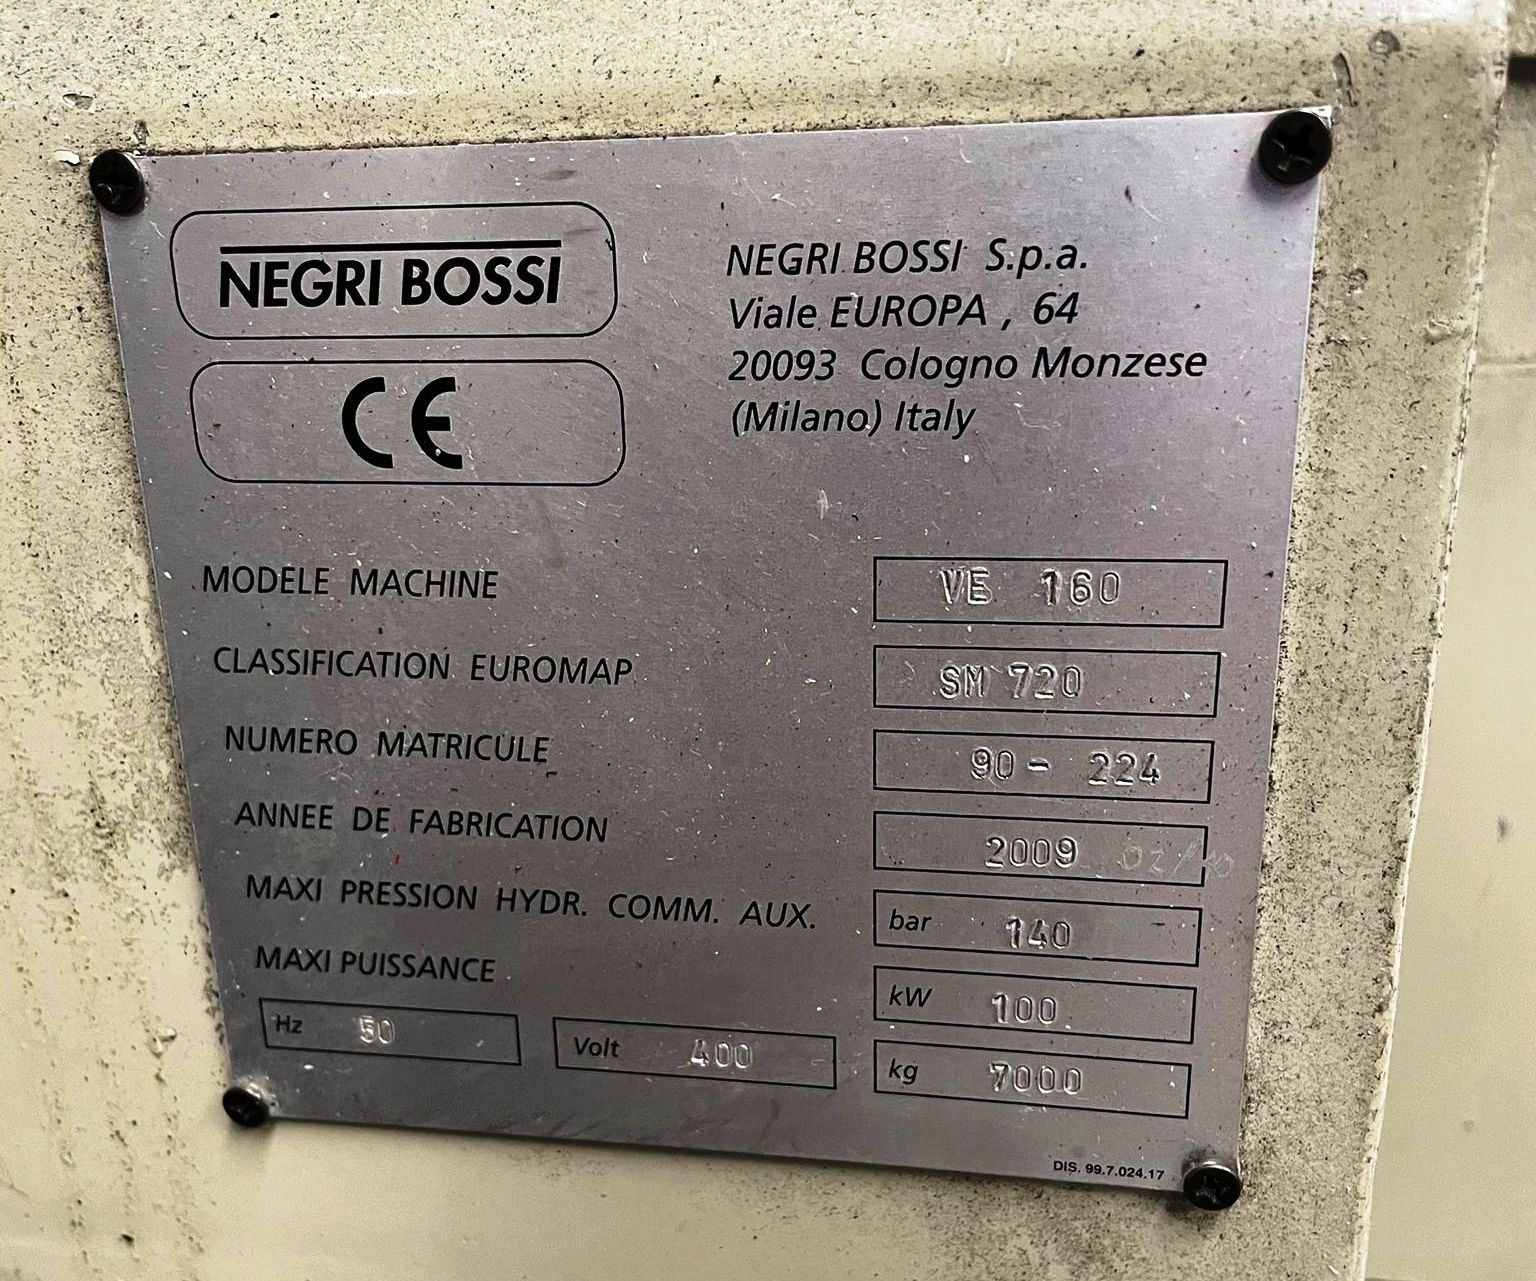 NEGRI BOSSI
NEGRI BOSSI S.p.a.
Viale EUROPA , 64
20093 Cologno Monzese
(Milano) Italy
CE
MODELE MACHINE VE 160
CLASSIFICATION EUROMAP SM 720
NUMERO MATRICULE 90 - 224
ANNEE DE FABRICATION 2009
MAXI PRESSION HYDR. COMM. AUX. bar 140
MAXI PUISSANCE kW 100
Hz 50 Volt 400 kg 7000
DIS. 99.7.024.17